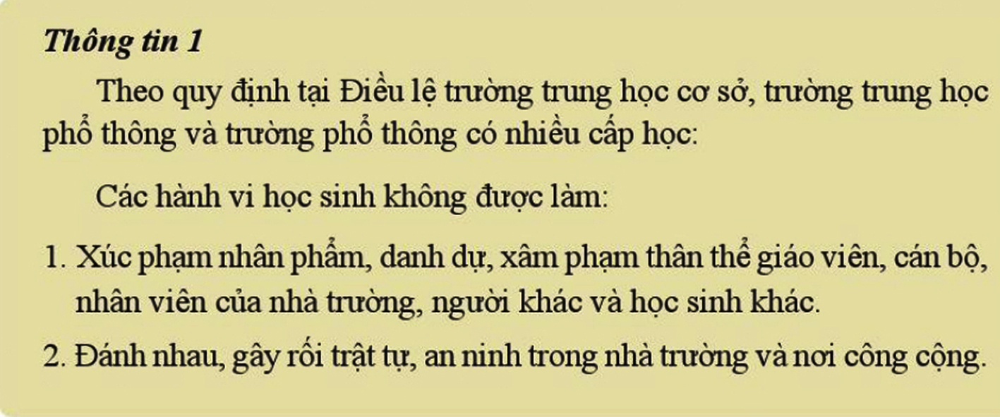 Thông tin 1
Theo quy định tại Điều lệ trường trung học cơ sở, trường trung học
phổ thông và trường phổ thông có nhiều cấp học:
Các hành vi học sinh không được làm:
1. Xúc phạm nhân phẩm, danh dự, xâm phạm thân thể giáo viên, cán bộ,
nhân viên của nhà trường, người khác và học sinh khác.
2. Đánh nhau, gây rối trật tự, an ninh trong nhà trường và nơi công cộng.